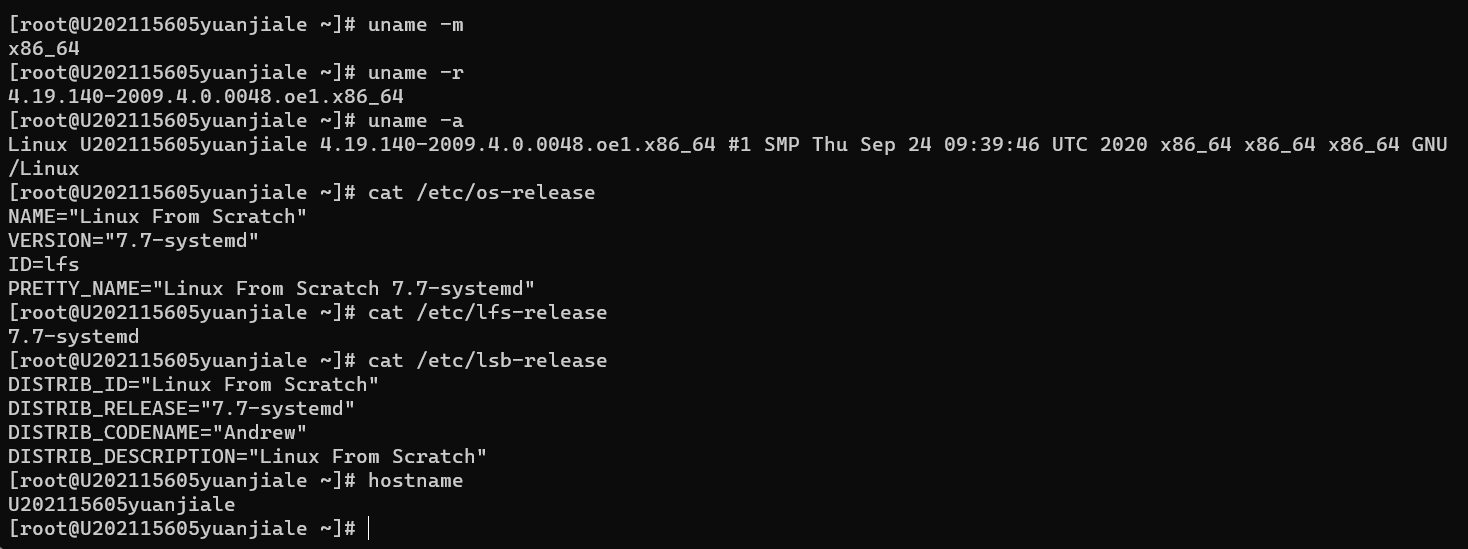 [root@U202115605yuanjiale ~]# uname -m
x86_64
[root@U202115605yuanjiale ~]# uname -r
4.19.140-2009.4.0.0048.oe1.x86_64
[root@U202115605yuanjiale ~]# uname -a
Linux U202115605yuanjiale 4.19.140-2009.4.0.0048.oe1.x86_64 #1 SMP Thu Sep 24 09:39:46 UTC 2020 x86_64 x86_64 x86_64 GNU
/Linux
[root@U202115605yuanjiale ~]# cat /etc/os-release
NAME="Linux From Scratch"
VERSION="7.7-systemd"
ID=lfs
PRETTY_NAME="Linux From Scratch 7.7-systemd"
[root@U202115605yuanjiale ~]# cat /etc/lfs-release
7.7-systemd
[root@U202115605yuanjiale ~]# cat /etc/lsb-release
DISTRIB_ID="Linux From Scratch"
DISTRIB_RELEASE="7.7-systemd"
DISTRIB_CODENAME="Andrew"
DISTRIB_DESCRIPTION="Linux From Scratch"
[root@U202115605yuanjiale ~]# hostname
U202115605yuanjiale
[root@U202115605yuanjiale ~]#